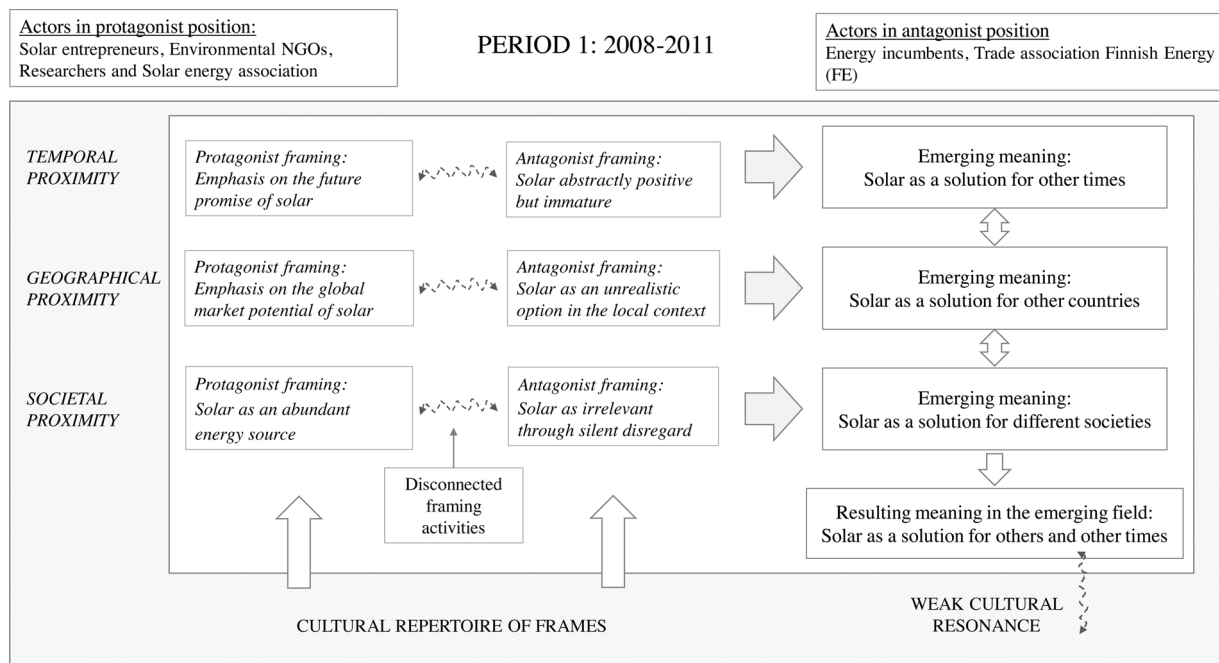 Actors in protagonist position:
Solar entrepreneurs, Environmental NGOs,
Researchers and Solar energy association
PERIOD 1: 2008-2011
Actors in antagonist position
Energy incumbents, Trade association Finnish Energy
(FE)
TEMPORAL
PROXIMITY
Protagonist framing:
Emphasis on the future
promise of solar
Antagonist framing:
Solar abstractly positive
but immature
Emerging meaning:
Solar as a solution for other times
GEOGRAPHICAL
PROXIMITY
Protagonist framing:
Emphasis on the global
market potential of solar
Antagonist framing:
Solar as an unrealistic
option in the local context
Emerging meaning:
Solar as a solution for other countries
SOCIETAL
PROXIMITY
Protagonist framing:
Solar as an abundant
energy source
Antagonist framing:
Solar as irrelevant
through silent disregard
Emerging meaning:
Solar as a solution for different societies
Disconnected
framing
activities
Resulting meaning in the emerging field:
Solar as a solution for others and other times
CULTURAL REPERTOIRE OF FRAMES
WEAK CULTURAL
RESONANCE